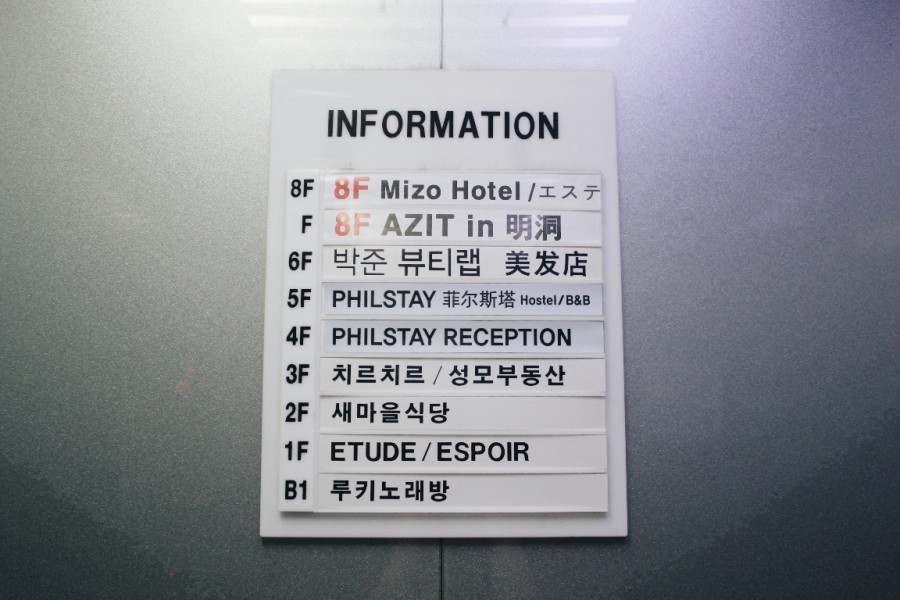 INFORMATION
8F 8F Mizo Hotel /エステ
F 8F AZIT in 明洞
6F 박준 뷰티랩 美发店
5F PHILSTAY 菲尔斯塔 Hostel/B&B
4F PHILSTAY RECEPTION
3F 치르치르 / 성모부동산
2F 새마을식당
1F ETUDE / ESPOIR
B1 루키노래방